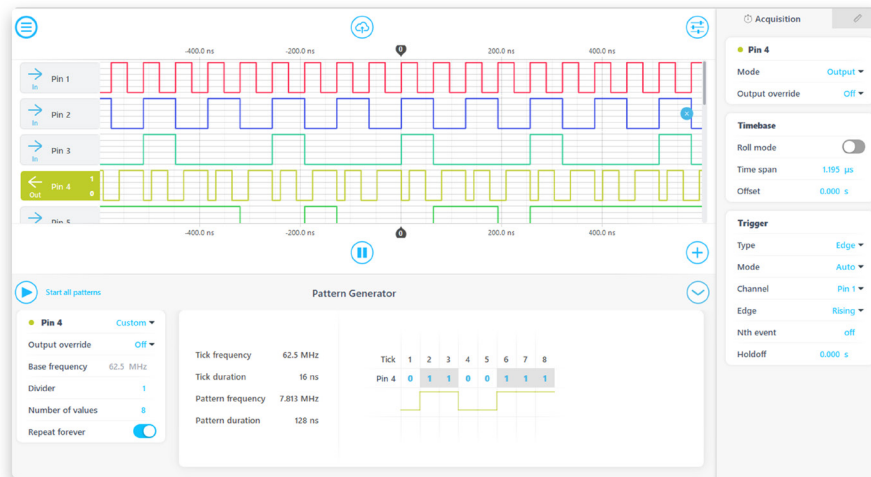 Acquisition
-400.0 ns -200.0 ns 0 200.0 ns 400.0 ns
Pin 1
In
Pin 2
In
Pin 3
In
Pin 4
Out
1
0
Pin 5
-400.0 ns -200.0 ns 0 200.0 ns 400.0 ns
Start all patterns
Pattern Generator
Pin 4 Custom
Output override Off
Base frequency 62.5 MHz
Divider 1
Number of values 8
Repeat forever
Tick frequency 62.5 MHz
Tick duration 16 ns
Pattern frequency 7.813 MHz
Pattern duration 128 ns
Tick 1 2 3 4 5 6 7 8
Pin 4 0 1 1 0 0 1 1 1
Pin 4
Mode Output
Output override Off
Timebase
Roll mode
Time span 1.195 µs
Offset 0.000 s
Trigger
Type Edge
Mode Auto
Channel Pin 1
Edge Rising
Nth event off
Holdoff 0.000 s